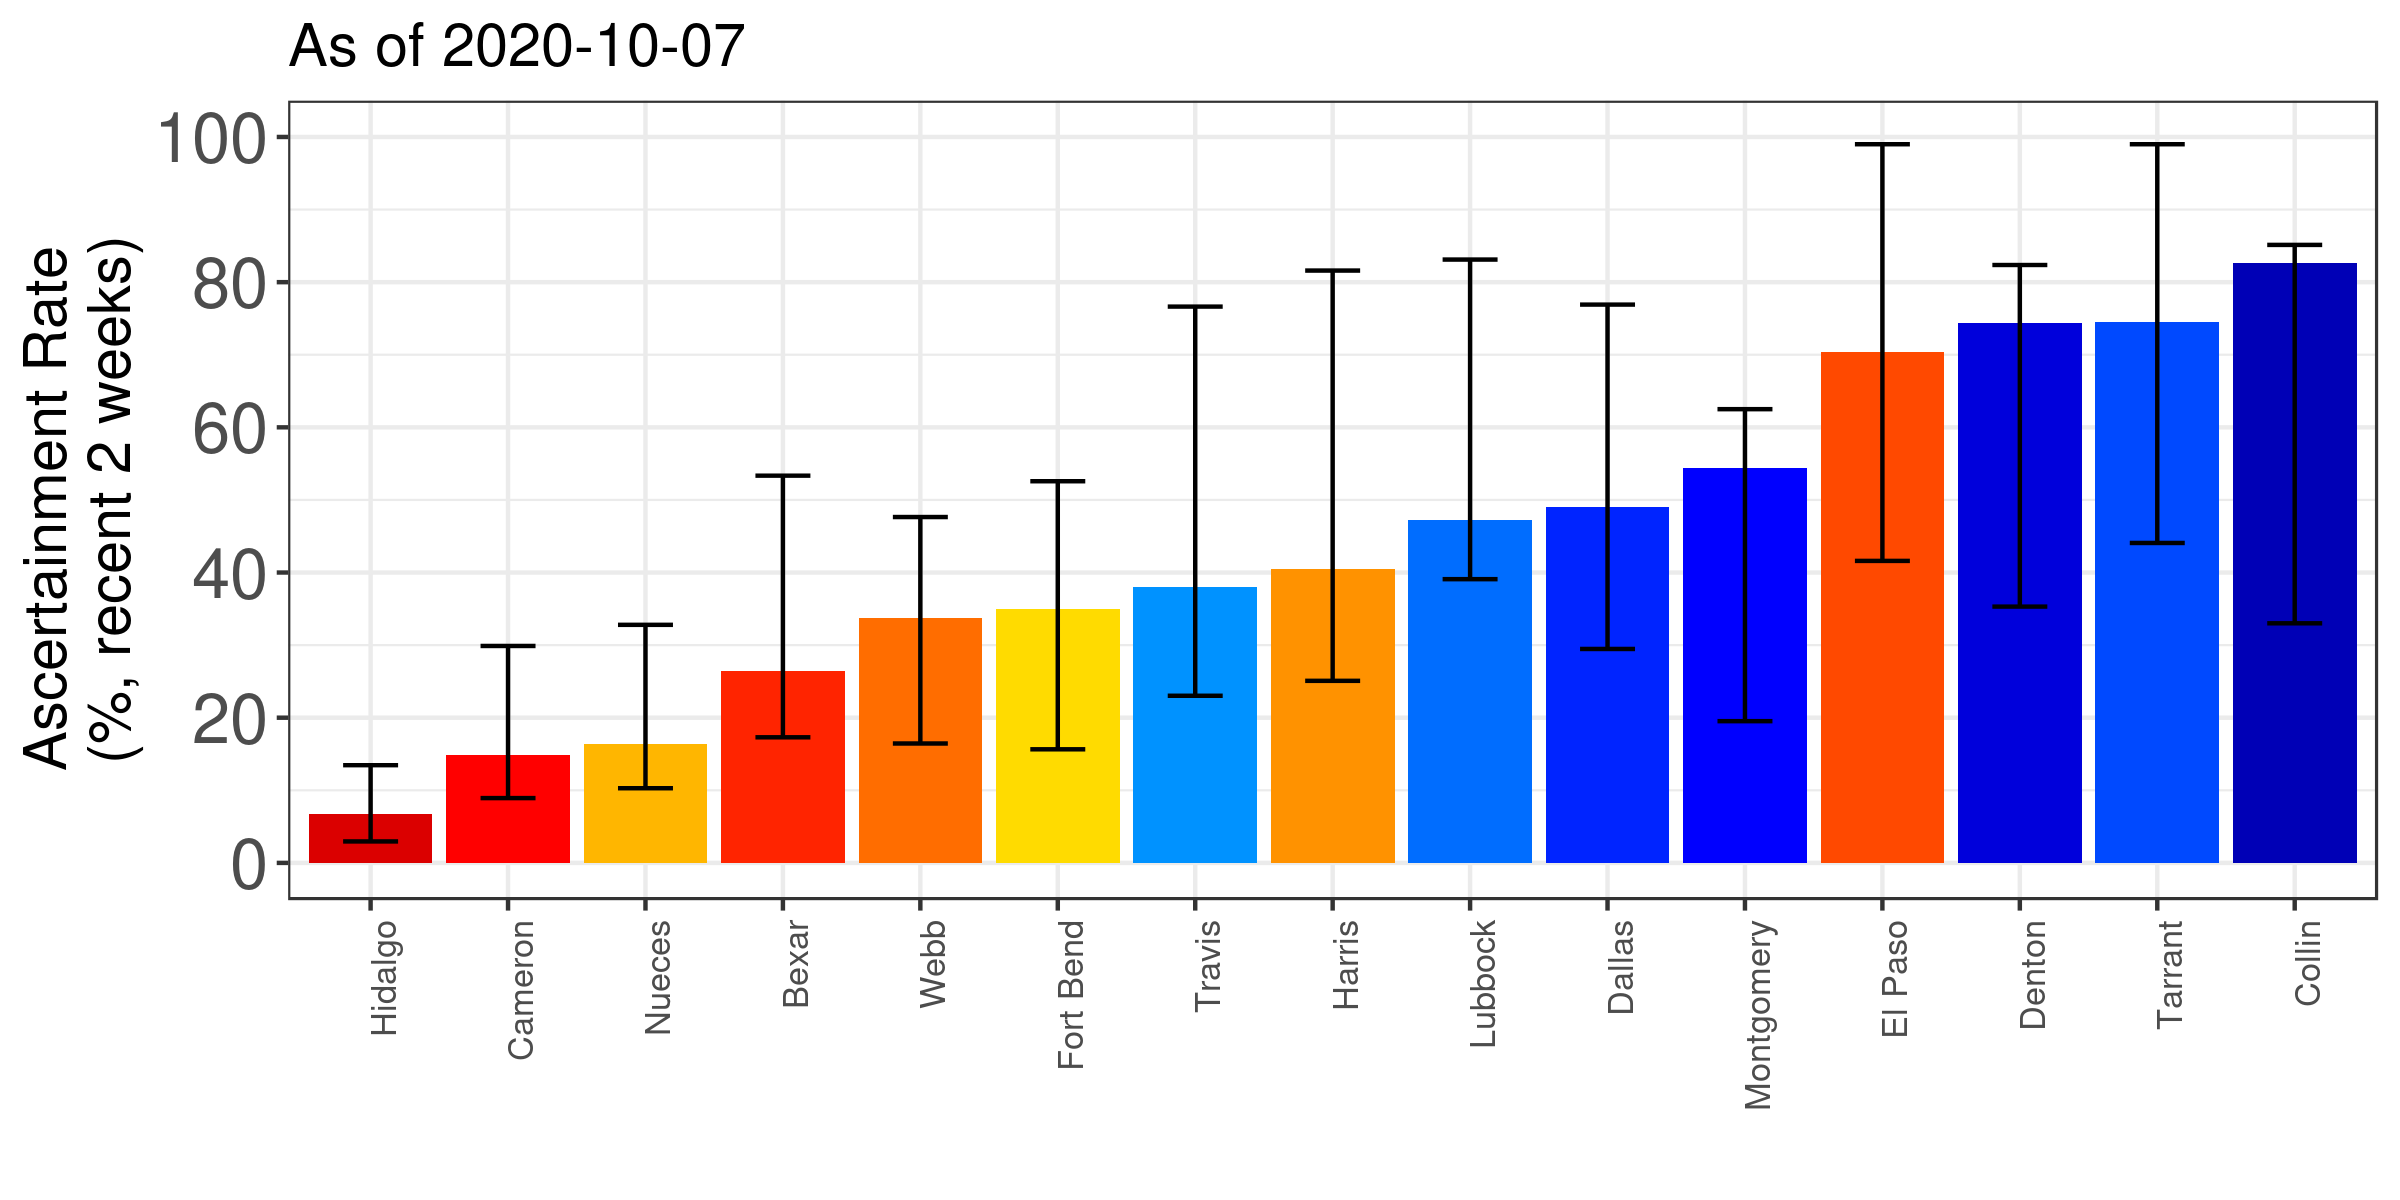 As of 2020-10-07
Ascertainment Rate
(%, recent 2 weeks)
100
80
60
40
20
0
Hidalgo
Cameron
Nueces
Bexar
Webb
Fort Bend
Travis
Harris
Lubbock
Dallas
Montgomery
El Paso
Denton
Tarrant
Collin